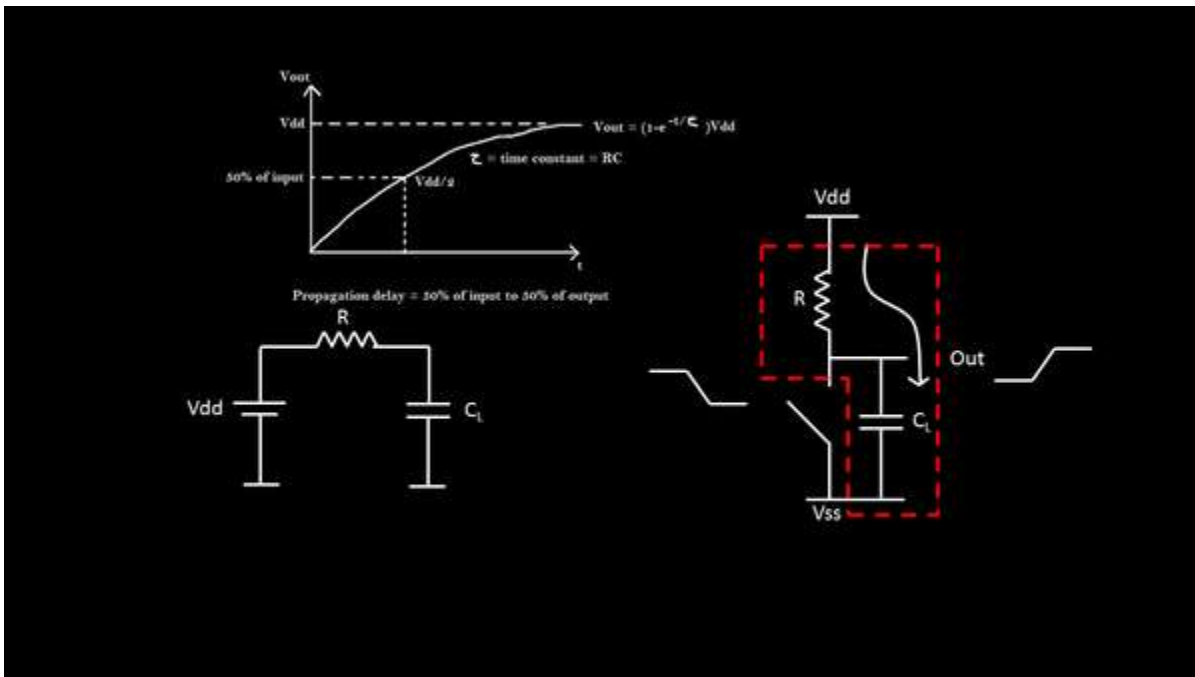 Vout
Vdd
Vout = (1-e^-t/τ)Vdd
τ = time constant = RC
50% of input
Vdd/2
t
Propagation delay = 50% of input to 50% of output
R
Vdd
CL
Vdd
R
Out
CL
Vss